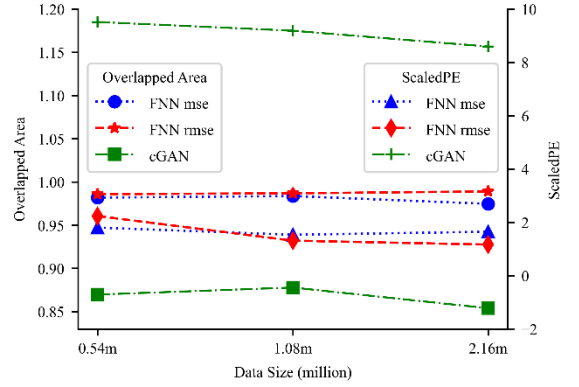 1.20
1.15
1.10
1.05
1.00
0.95
0.90
0.85
Overlapped Area
Overlapped Area
FNN mse
FNN rmse
cGAN
ScaledPE
FNN mse
FNN rmse
cGAN
10
8
6
4
2
0
−2
ScaledPE
0.54m 1.08m 2.16m
Data Size (million)